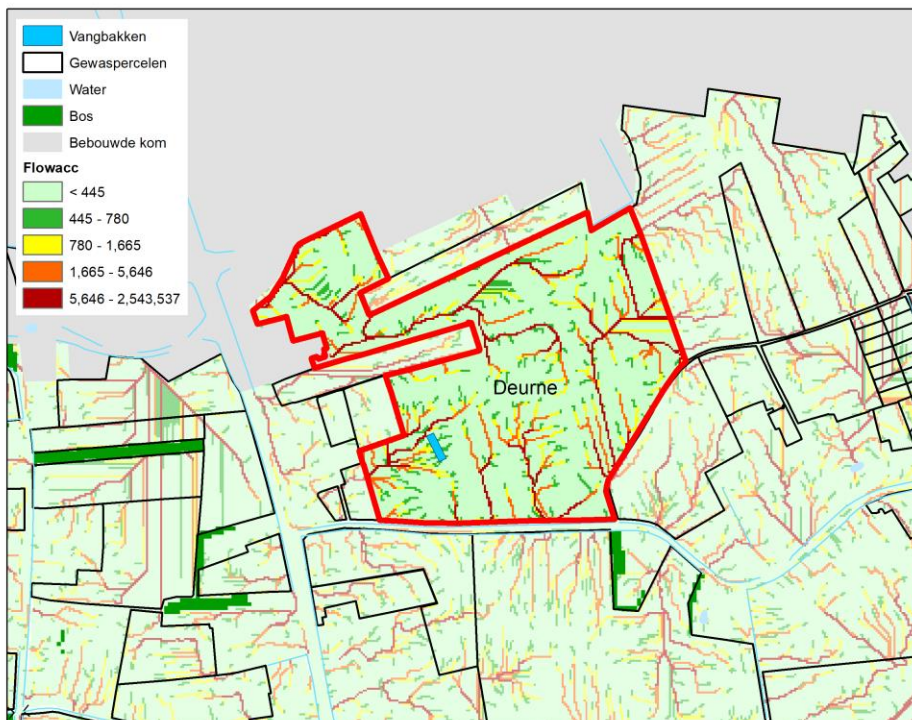 Vangbakken
Gewaspercelen
Water
Bos
Bebouwde kom
Flowacc
< 445
445 - 780
780 - 1,665
1,665 - 5,646
5,646 - 2,543,537
Deurne